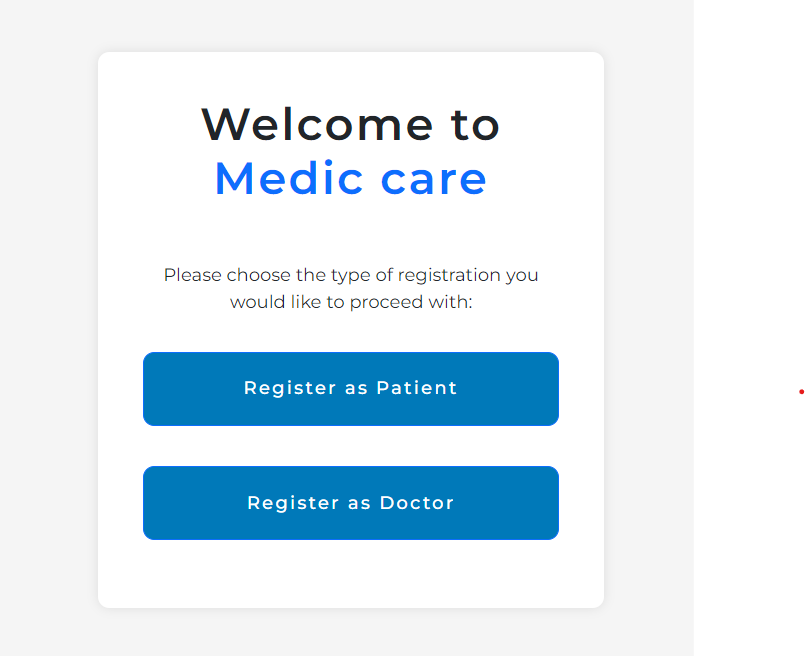 Welcome to
Medic care
Please choose the type of registration you
would like to proceed with:
Register as Patient
Register as Doctor